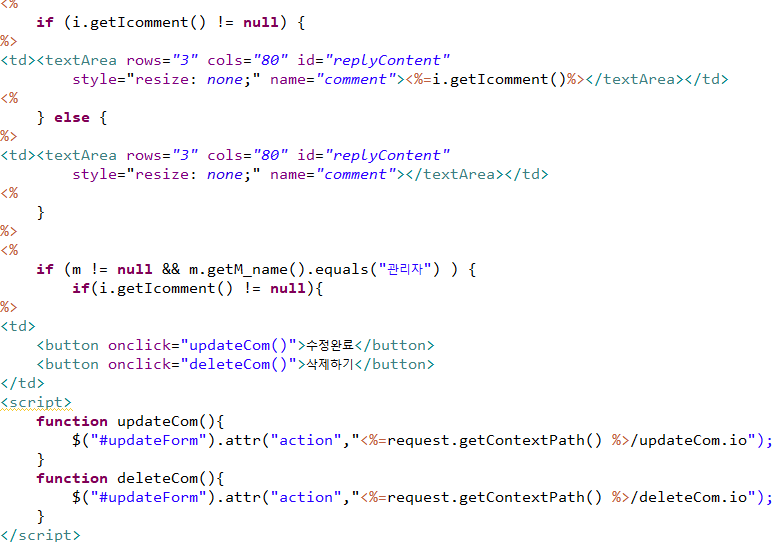 <%
    if (i.getIcomment() != null) {
%>
<td><textArea rows="3" cols="80" id="replyContent"
        style="resize: none;" name="comment"><%=i.getIcomment()%></textArea></td>
<%
    } else {
%>
<td><textArea rows="3" cols="80" id="replyContent"
        style="resize: none;" name="comment"></textArea></td>
<%
    }
%>
<%
    if (m != null && m.getM_name().equals("관리자") ) {
        if(i.getIcomment() != null){
%>
<td>
    <button onclick="updateCom()">수정완료</button>
    <button onclick="deleteCom()">삭제하기</button>
</td>
<script>
    function updateCom(){
        $("#updateForm").attr("action","<%=request.getContextPath() %>/updateCom.io");
    }
    function deleteCom(){
        $("#updateForm").attr("action","<%=request.getContextPath() %>/deleteCom.io");
    }
</script>